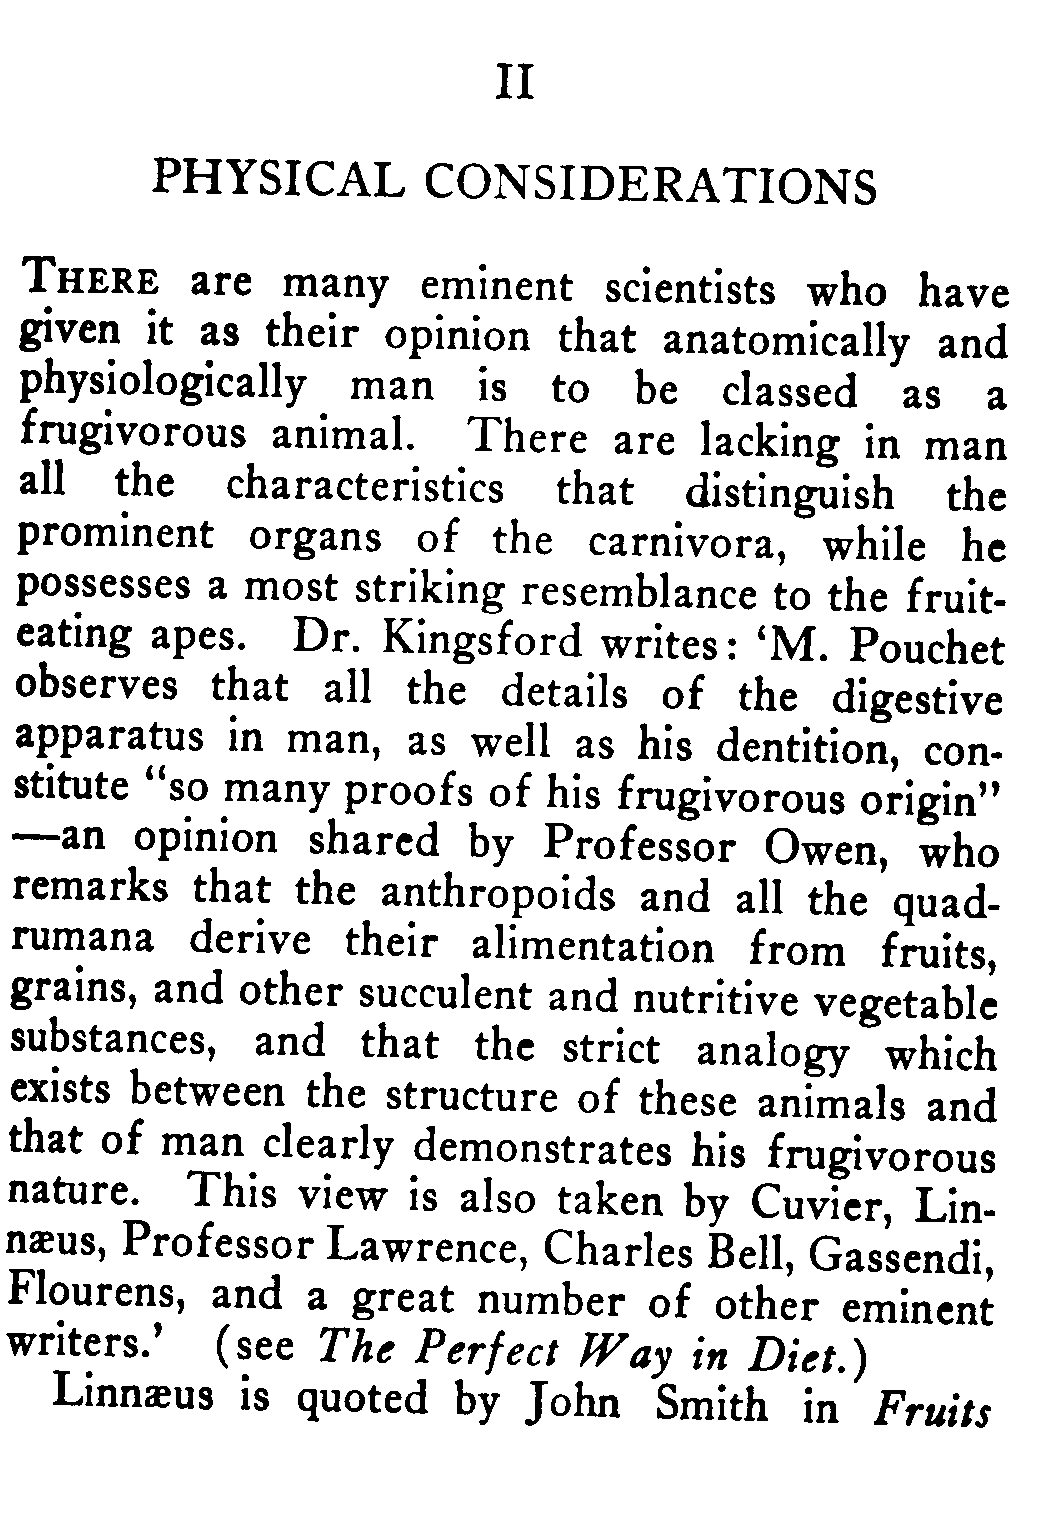 II
PHYSICAL CONSIDERATIONS
THERE are many eminent scientists who have
given it as their opinion that anatomically and
physiologically man is to be classed as a
frugivorous animal. There are lacking in man
all the characteristics that distinguish the
prominent organs of the carnivora, while he
possesses a most striking resemblance to the fruit-
eating apes. Dr. Kingsford writes: ‘M. Pouchet
observes that all the details of the digestive
apparatus in man, as well as his dentition, con-
stitute “so many proofs of his frugivorous origin”
—an opinion shared by Professor Owen, who
remarks that the anthropoids and all the quad-
rumana derive their alimentation from fruits,
grains, and other succulent and nutritive vegetable
substances, and that the strict analogy which
exists between the structure of these animals and
that of man clearly demonstrates his frugivorous
nature. This view is also taken by Cuvier, Lin-
næus, Professor Lawrence, Charles Bell, Gassendi,
Flourens, and a great number of other eminent
writers.’ (see The Perfect Way in Diet.)
Linnæus is quoted by John Smith in Fruits